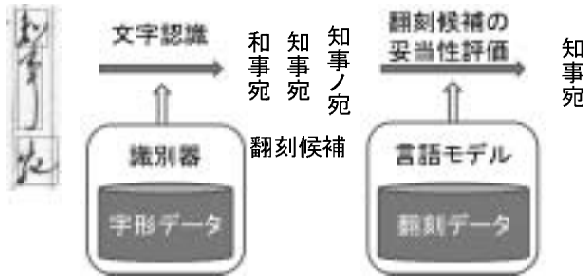 文字認識
和事宛
知事宛
知事ノ宛
翻刻候補の
妥当性評価
知事宛
識別器
翻刻候補
言語モデル
字形データ
翻刻データ